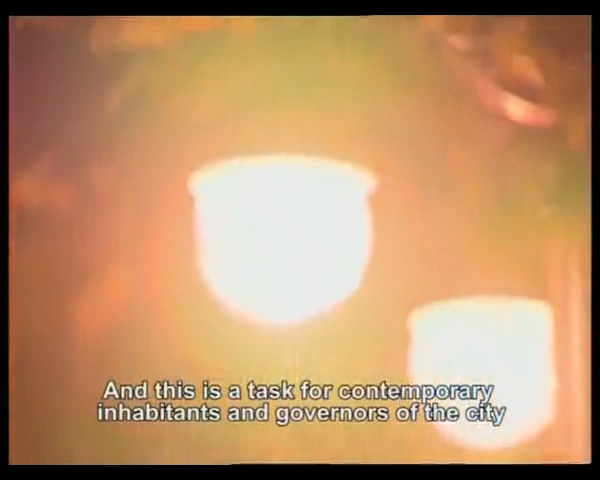 And this is a task for contemporary
inhabitants and governors of the city